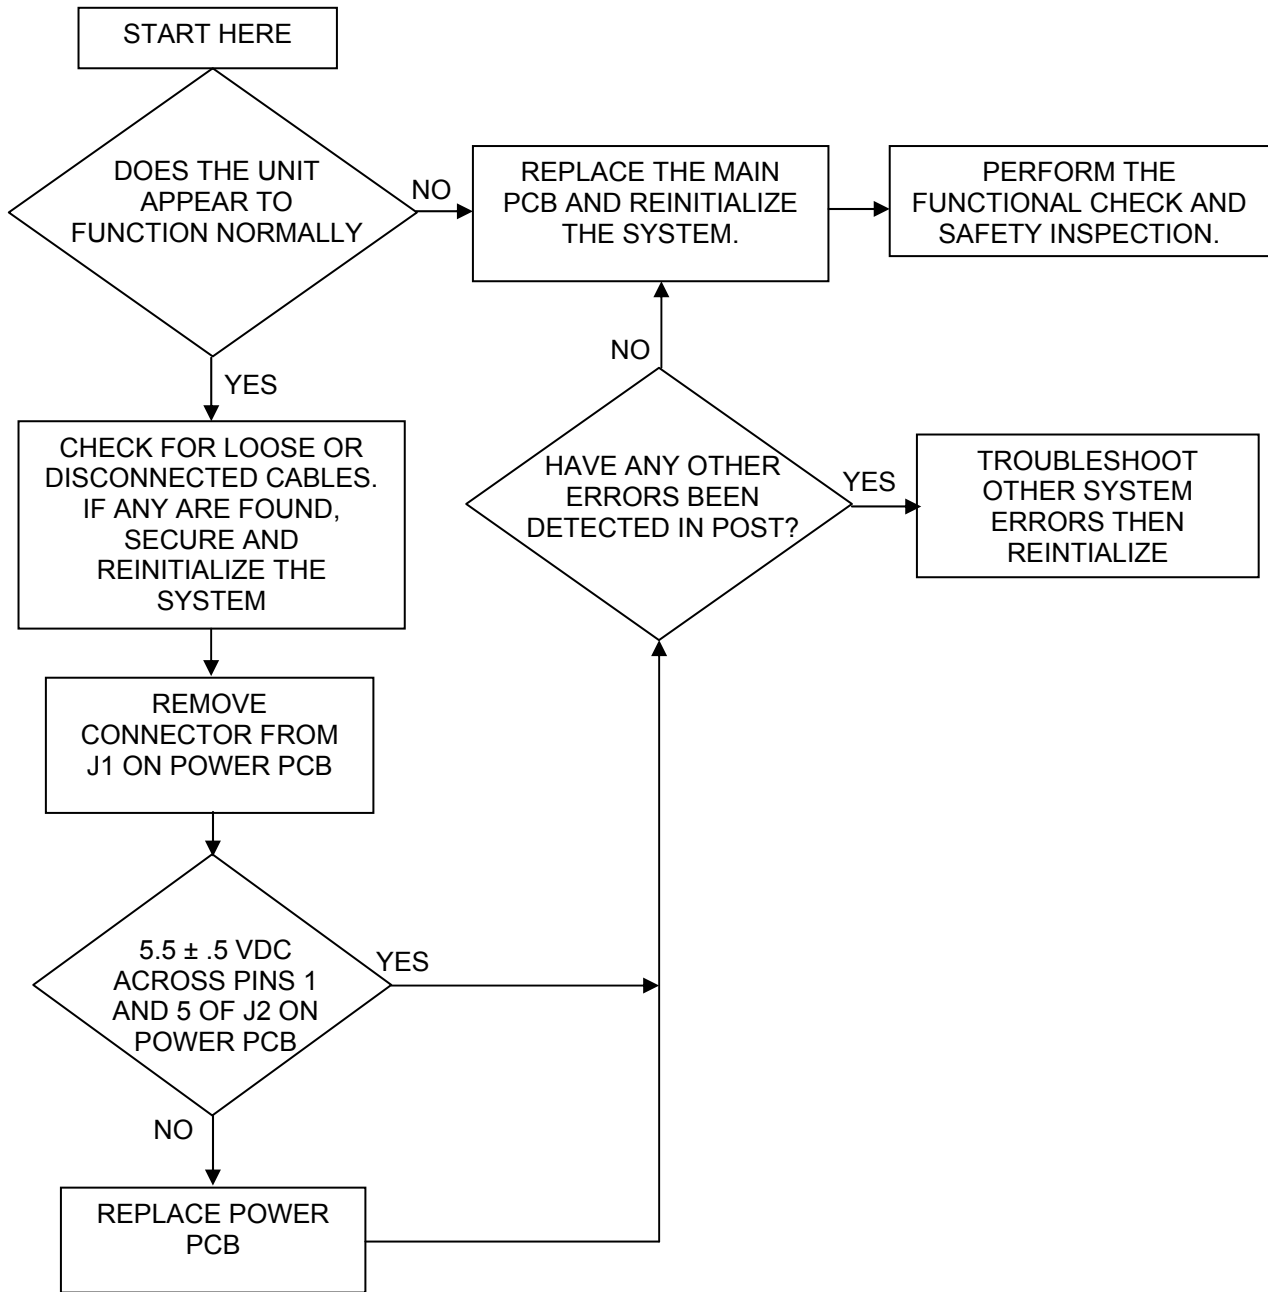 START HERE
DOES THE UNIT
APPEAR TO
FUNCTION NORMALLY
NO
REPLACE THE MAIN
PCB AND REINITIALIZE
THE SYSTEM.
PERFORM THE
FUNCTIONAL CHECK AND
SAFETY INSPECTION.
YES
CHECK FOR LOOSE OR
DISCONNECTED CABLES.
IF ANY ARE FOUND,
SECURE AND
REINITIALIZE THE
SYSTEM
NO
HAVE ANY OTHER
ERRORS BEEN
DETECTED IN POST?
YES
TROUBLESHOOT
OTHER SYSTEM
ERRORS THEN
REINTIALIZE
REMOVE
CONNECTOR FROM
J1 ON POWER PCB
5.5 ± .5 VDC
ACROSS PINS 1
AND 5 OF J2 ON
POWER PCB
YES
NO
REPLACE POWER
PCB